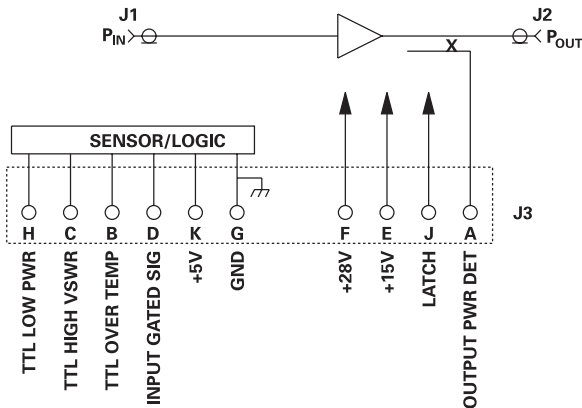 J1
J2
PIN
POUT
X
SENSOR/LOGIC
J3
H
C
B
D
K
G
F
E
J
A
TTL LOW PWR
TTL HIGH VSWR
TTL OVER TEMP
INPUT GATED SIG
+5V
GND
+28V
+15V
LATCH
OUTPUT PWR DET